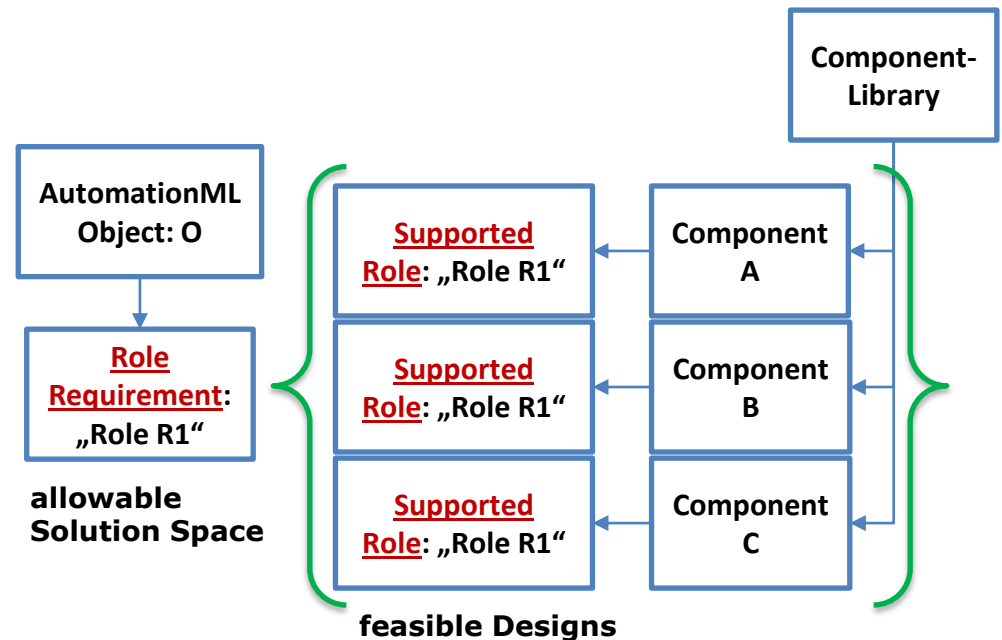 Component-
Library
AutomationML
Object: O
Role
Requirement:
„Role R1“
allowable
Solution Space
Supported
Role: „Role R1“
Component
A
Supported
Role: „Role R1“
Component
B
Supported
Role: „Role R1“
Component
C
feasible Designs